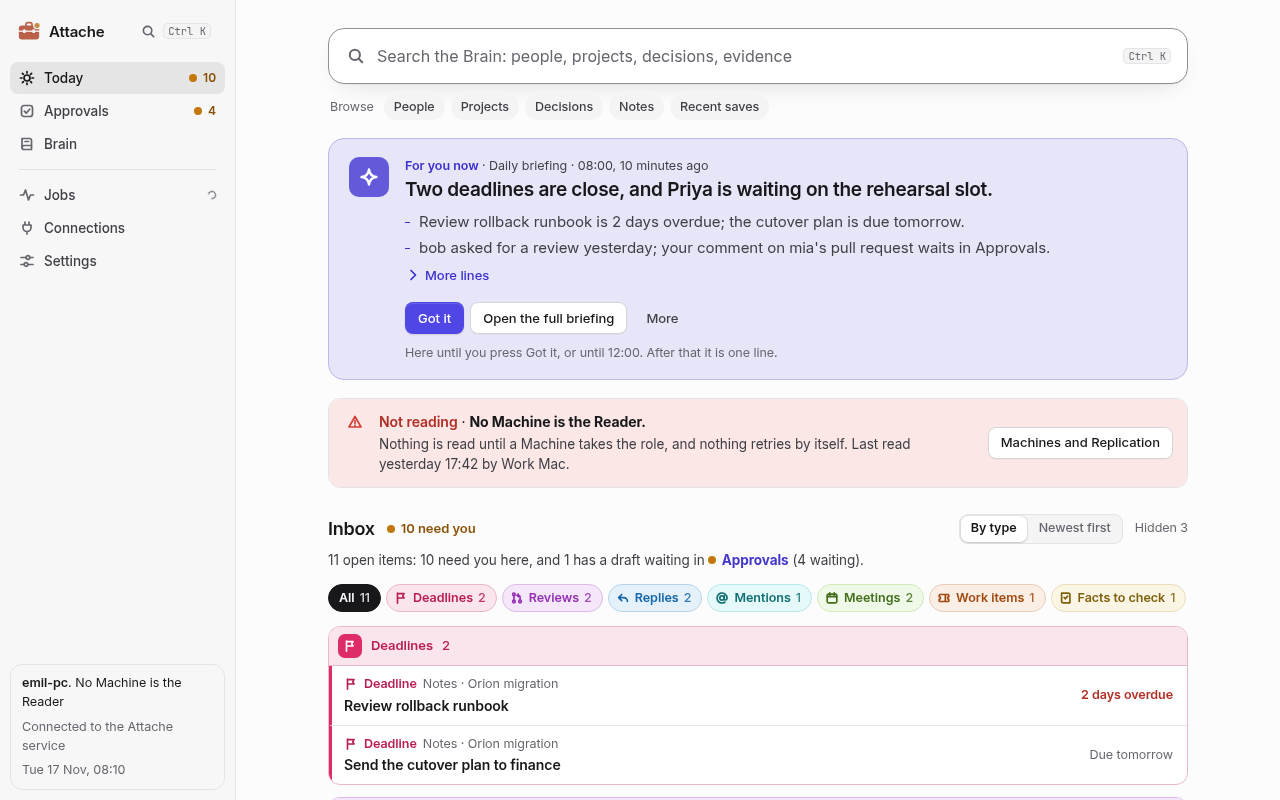 Attache
Ctrl K
Today 10
Approvals 4
Brain
Jobs
Connections
Settings
emil-pc. No Machine is the
Reader
Connected to the Attache
service
Tue 17 Nov, 08:10
Search the Brain: people, projects, decisions, evidence
Ctrl K
Browse People Projects Decisions Notes Recent saves
For you now · Daily briefing · 08:00, 10 minutes ago
Two deadlines are close, and Priya is waiting on the rehearsal slot.
- Review rollback runbook is 2 days overdue; the cutover plan is due tomorrow.
- bob asked for a review yesterday; your comment on mia's pull request waits in Approvals.
More lines
Got it Open the full briefing More
Here until you press Got it, or until 12:00. After that it is one line.
Not reading · No Machine is the Reader.
Nothing is read until a Machine takes the role, and nothing retries by itself. Last read
yesterday 17:42 by Work Mac.
Machines and Replication
Inbox 10 need you
By type Newest first Hidden 3
11 open items: 10 need you here, and 1 has a draft waiting in Approvals (4 waiting).
All 11 Deadlines 2 Reviews 2 Replies 2 Mentions 1 Meetings 2 Work items 1 Facts to check 1
Deadlines 2
Deadline Notes · Orion migration
Review rollback runbook
2 days overdue
Deadline Notes · Orion migration
Send the cutover plan to finance
Due tomorrow